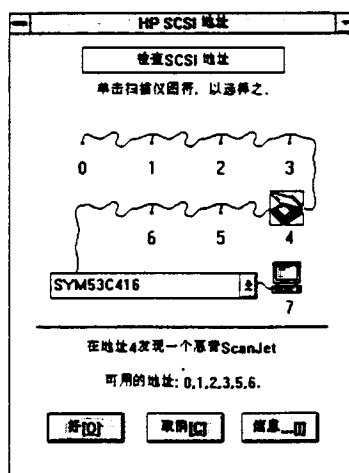 HP SCSI 地址
检查SCSI 地址
单击扫描仪图符，以选择之．
0 1 2 3
6 5 4
SYM53C416
7
在地址4发现一个惠普ScanJet
可用的地址: 0,1,2,3,5,6.
好[O] 取消[C] 信息...[I]